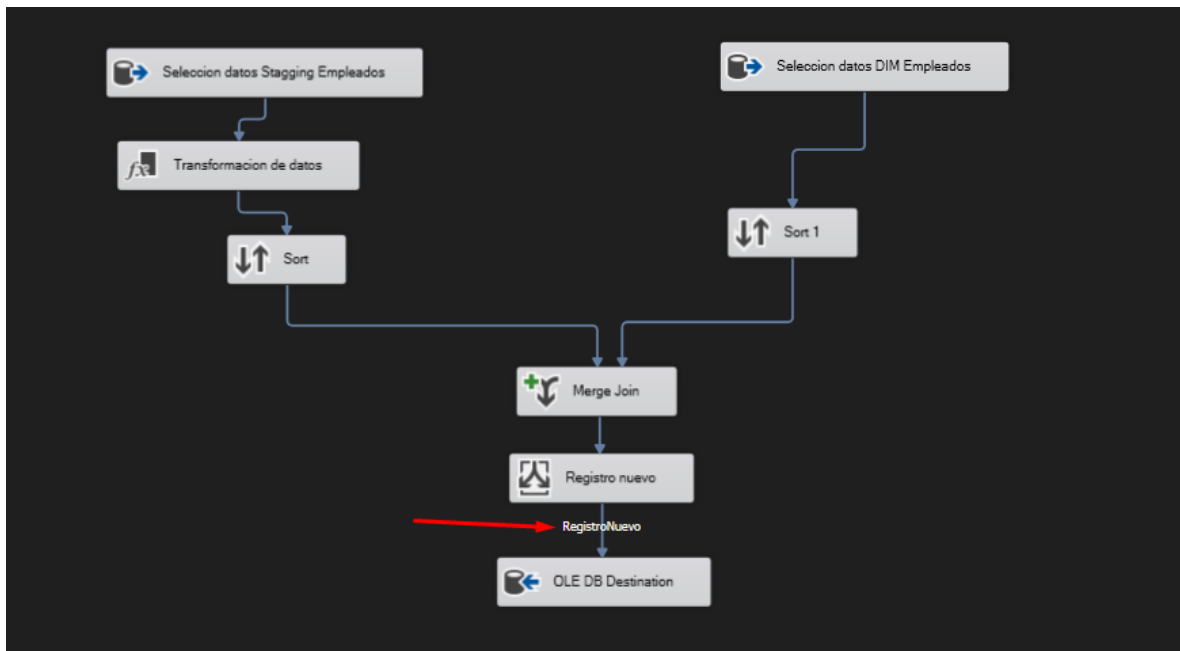 Seleccion datos Stagging Empleados
Seleccion datos DIM Empleados
Transformacion de datos
Sort
Sort 1
Merge Join
Registro nuevo
RegistroNuevo
OLE DB Destination